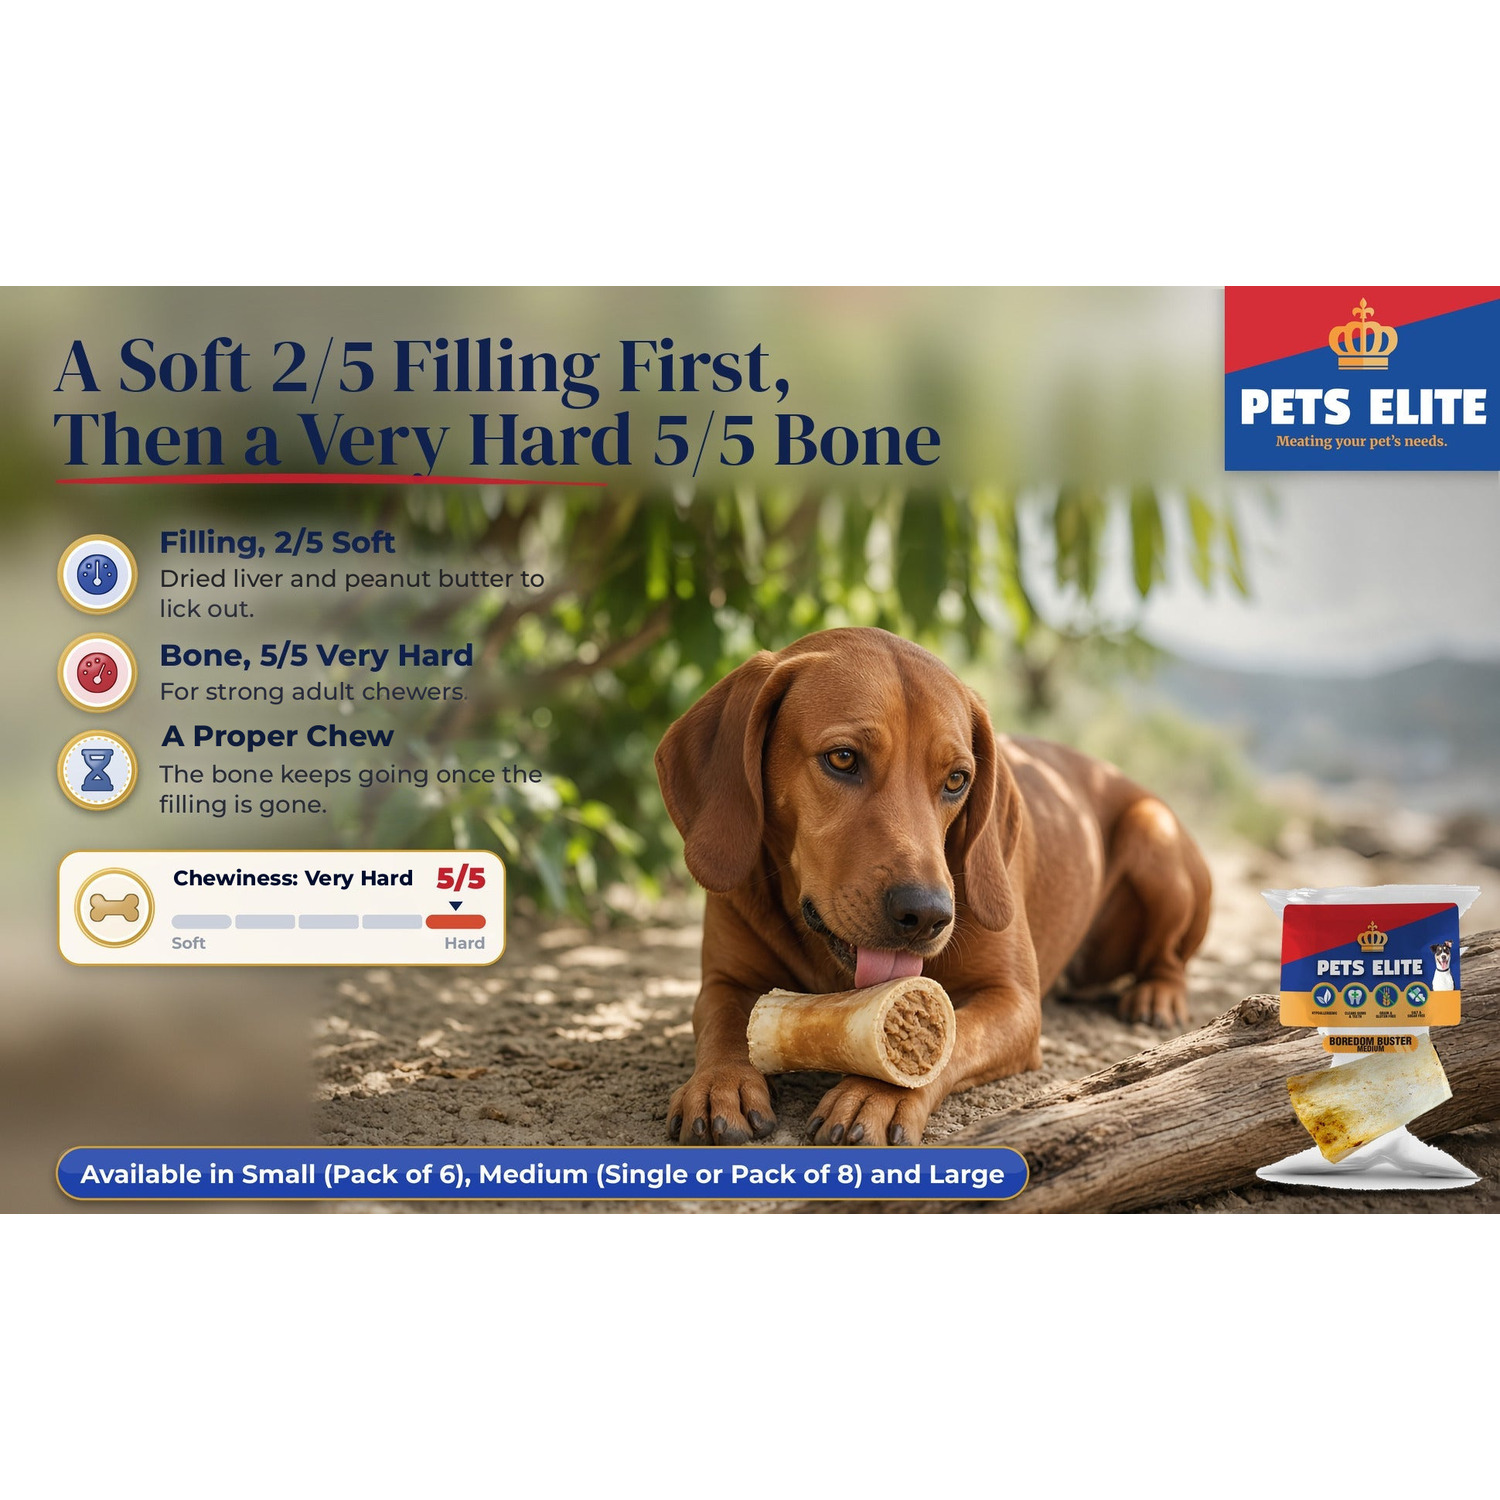 A Soft 2/5 Filling First,
Then a Very Hard 5/5 Bone
PETS ELITE
Meating your pet's needs.
Filling, 2/5 Soft
Dried liver and peanut butter to
lick out.
Bone, 5/5 Very Hard
For strong adult chewers.
A Proper Chew
The bone keeps going once the
filling is gone.
Chewiness: Very Hard 5/5
Soft Hard
PETS ELITE
BOREDOM BUSTER
MEDIUM
Available in Small (Pack of 6), Medium (Single or Pack of 8) and Large